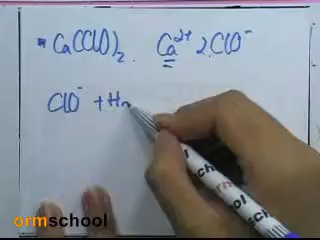 Ca(ClO)₂ Ca²⁺ 2ClO⁻
ClO⁻ + H₂
ormschool